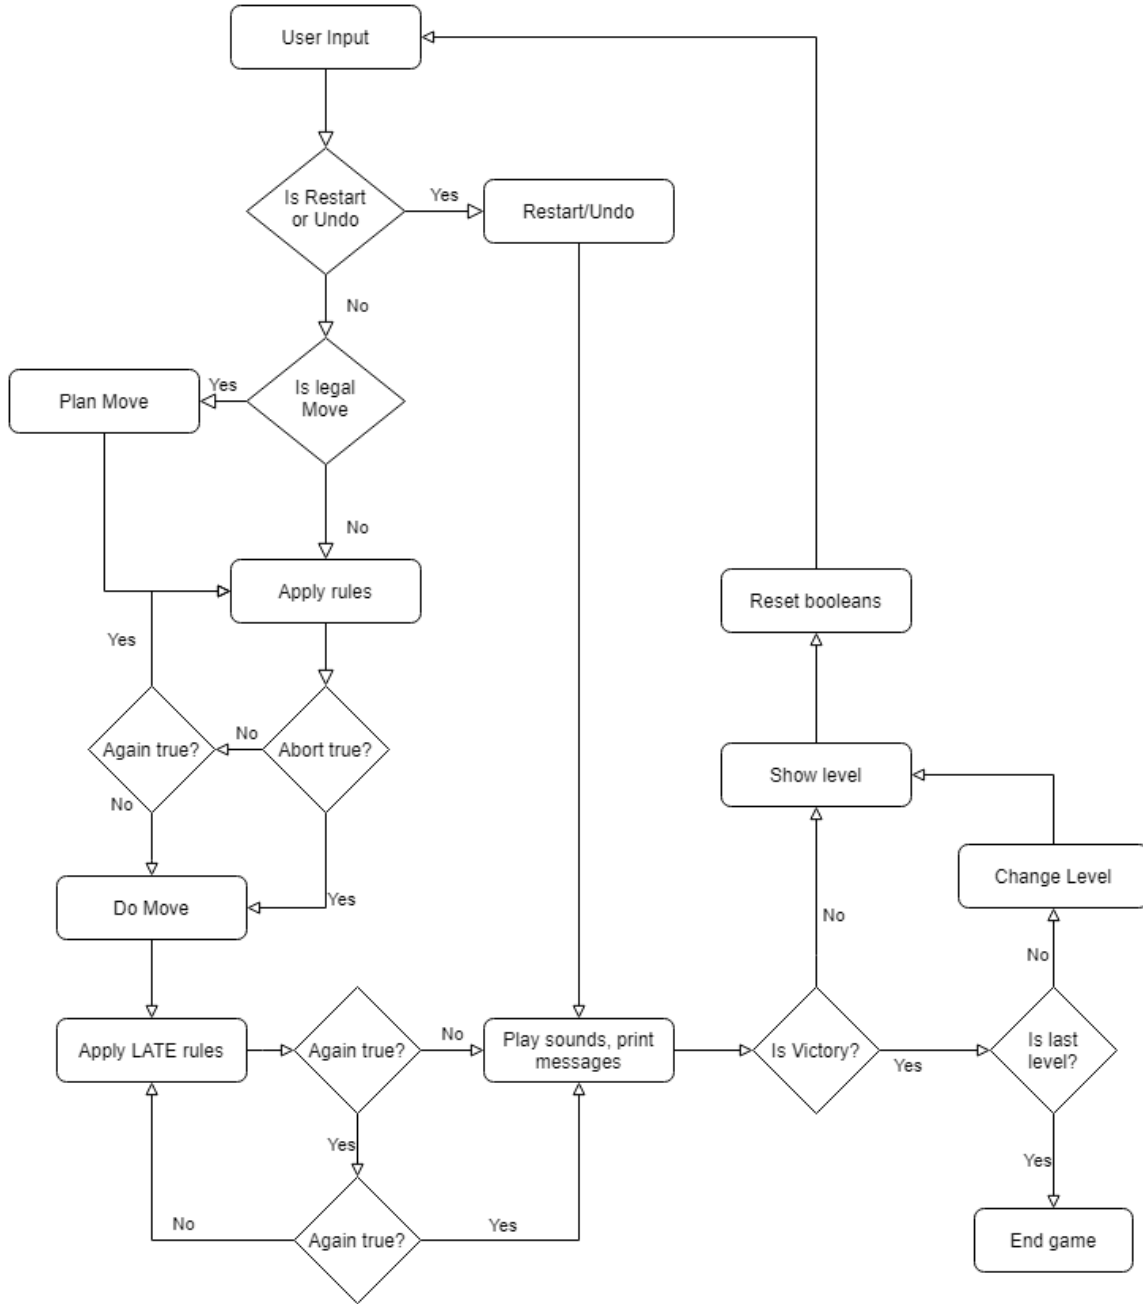 User Input
Is Restart
or Undo
Yes
Restart/Undo
No
Is legal
Move
Yes
Plan Move
No
Apply rules
Reset booleans
Yes
Again true?
No
Abort true?
Show level
No
Yes
Do Move
Change Level
No
No
Apply LATE rules
Again true?
No
Play sounds, print
messages
Is Victory?
Yes
Is last
level?
Yes
Yes
No
Again true?
Yes
End game